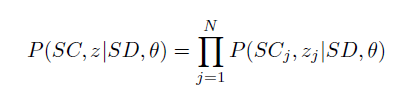 P(SC, z|SD, θ) = ∏_{j=1}^{N} P(SC_j, z_j|SD, θ)